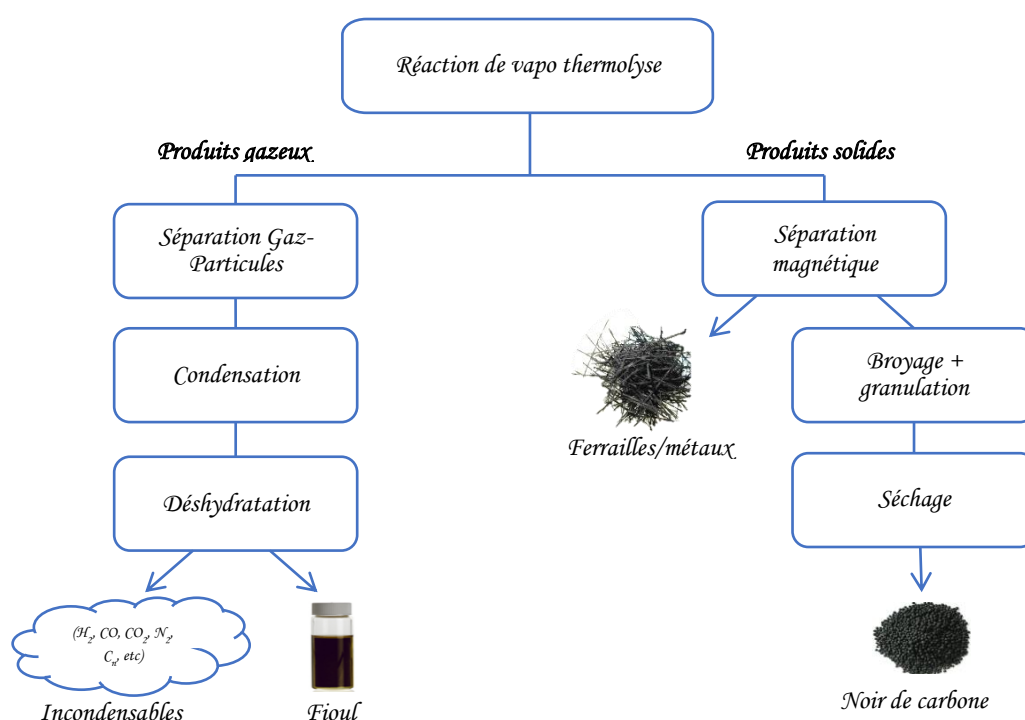 Réaction de vapo thermolyse
Produits gazeux
Produits solides
Séparation Gaz-
Particules
Séparation
magnétique
Condensation
Broyage +
granulation
Ferrailles/métaux
Déshydratation
Séchage
(H₂, CO, CO₂, N₂,
Cₙ, etc)
Incondensables
Fioul
Noir de carbone